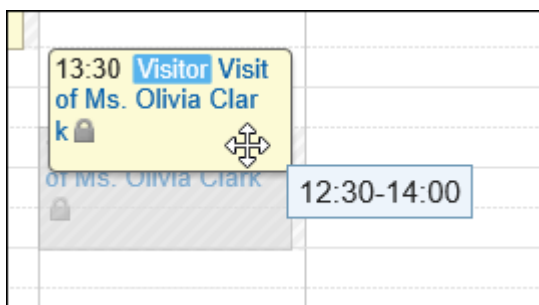 13:30 Visitor Visit
of Ms. Olivia Clar
k
of Ms. Olivia Clark
12:30-14:00